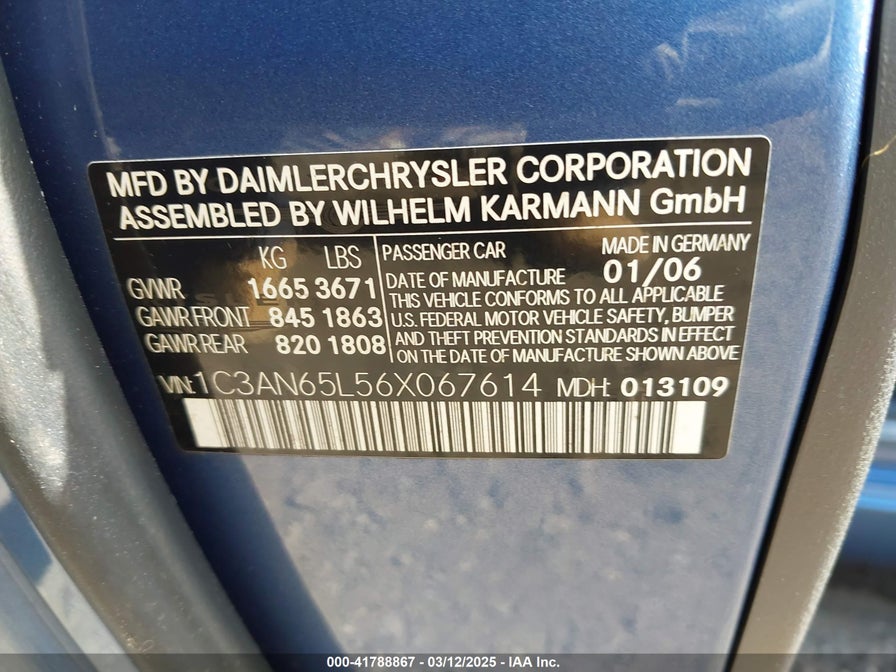 MFD BY DAIMLERCHRYSLER CORPORATION
ASSEMBLED BY WILHELM KARMANN GmbH
KG LBS
GVWR 1665 3671
GAWR FRONT 845 1863
GAWR REAR 820 1808
PASSENGER CAR MADE IN GERMANY
DATE OF MANUFACTURE 01/06
THIS VEHICLE CONFORMS TO ALL APPLICABLE
U.S. FEDERAL MOTOR VEHICLE SAFETY, BUMPER
AND THEFT PREVENTION STANDARDS IN EFFECT
ON THE DATE OF MANUFACTURE SHOWN ABOVE
VIN: 1C3AN65L56X067614 MDH: 013109
000-41788867 - 03/12/2025 - IAA Inc.